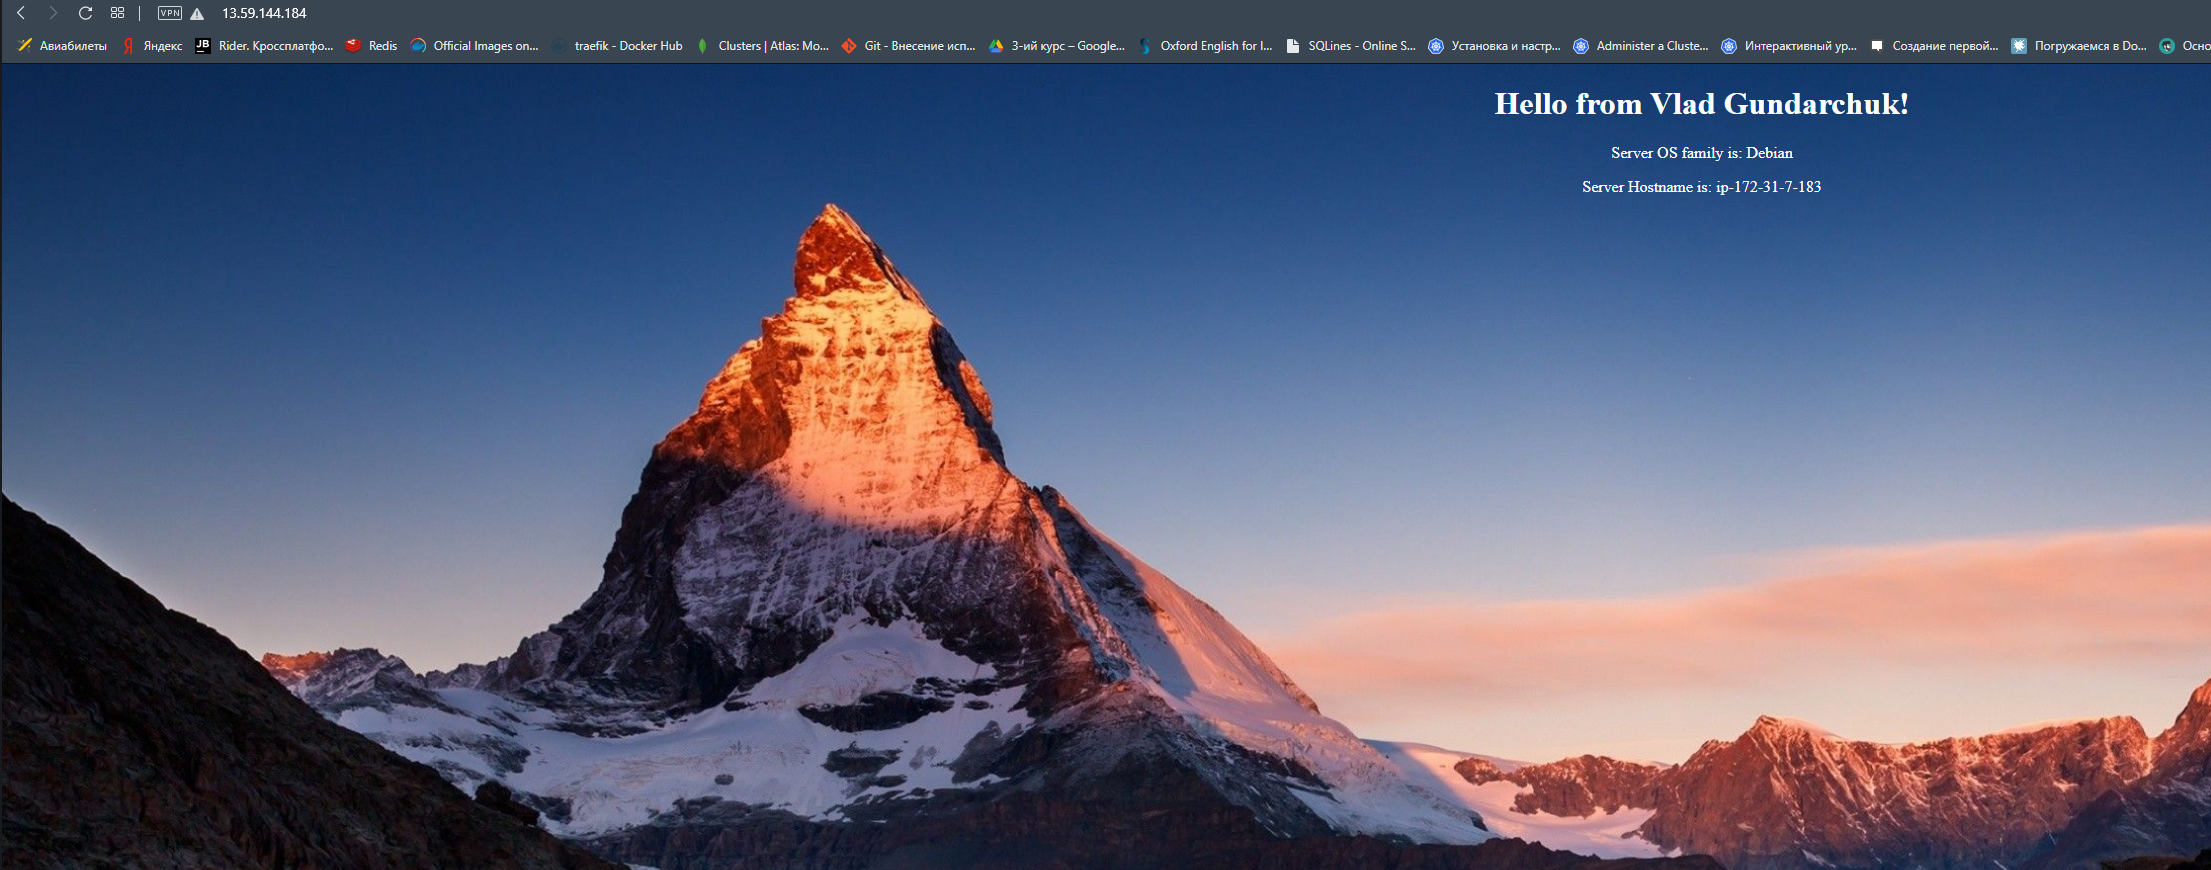 VPN 13.59.144.184
Авиабилеты Яндекс JB Rider. Кроссплатфо... Redis Official Images on... traefik - Docker Hub Clusters | Atlas: Mo... Git - Внесение исп... 3-ий курс – Google... Oxford English for I... SQLines - Online S... Установка и настр... Administer a Cluste... Интерактивный ур... Создание первой... Погружаемся в Do... Осно
Hello from Vlad Gundarchuk!
Server OS family is: Debian
Server Hostname is: ip-172-31-7-183